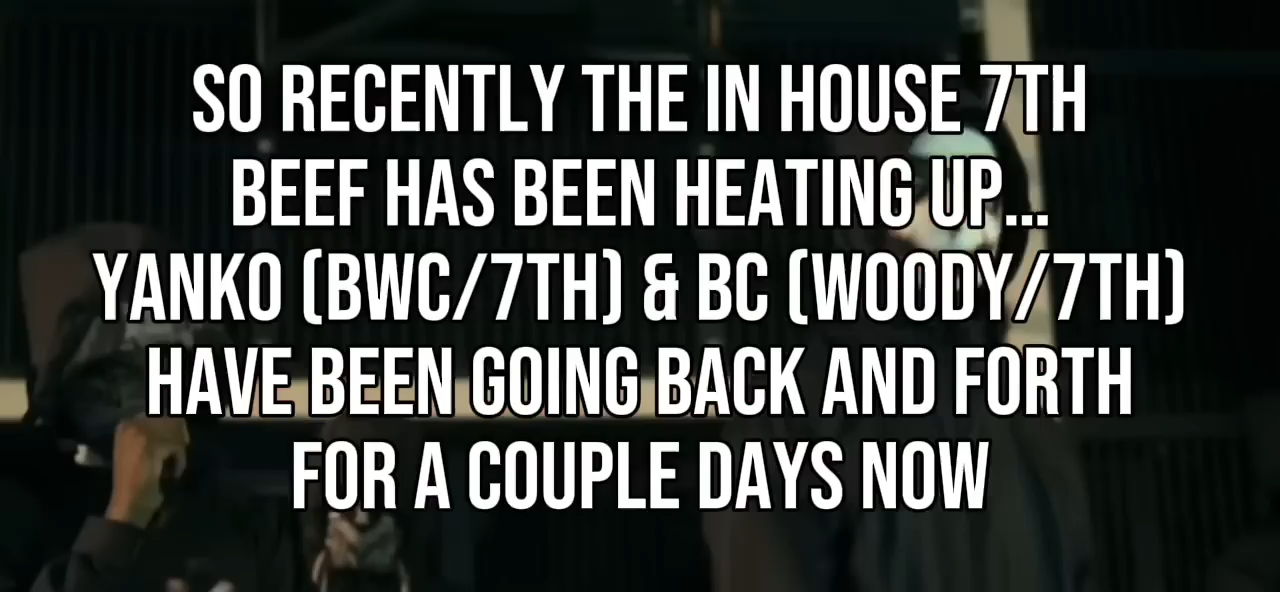 SO RECENTLY THE IN HOUSE 7TH
BEEF HAS BEEN HEATING UP...
YANKO (BWC/7TH) & BC (WOODY/7TH)
HAVE BEEN GOING BACK AND FORTH
FOR A COUPLE DAYS NOW